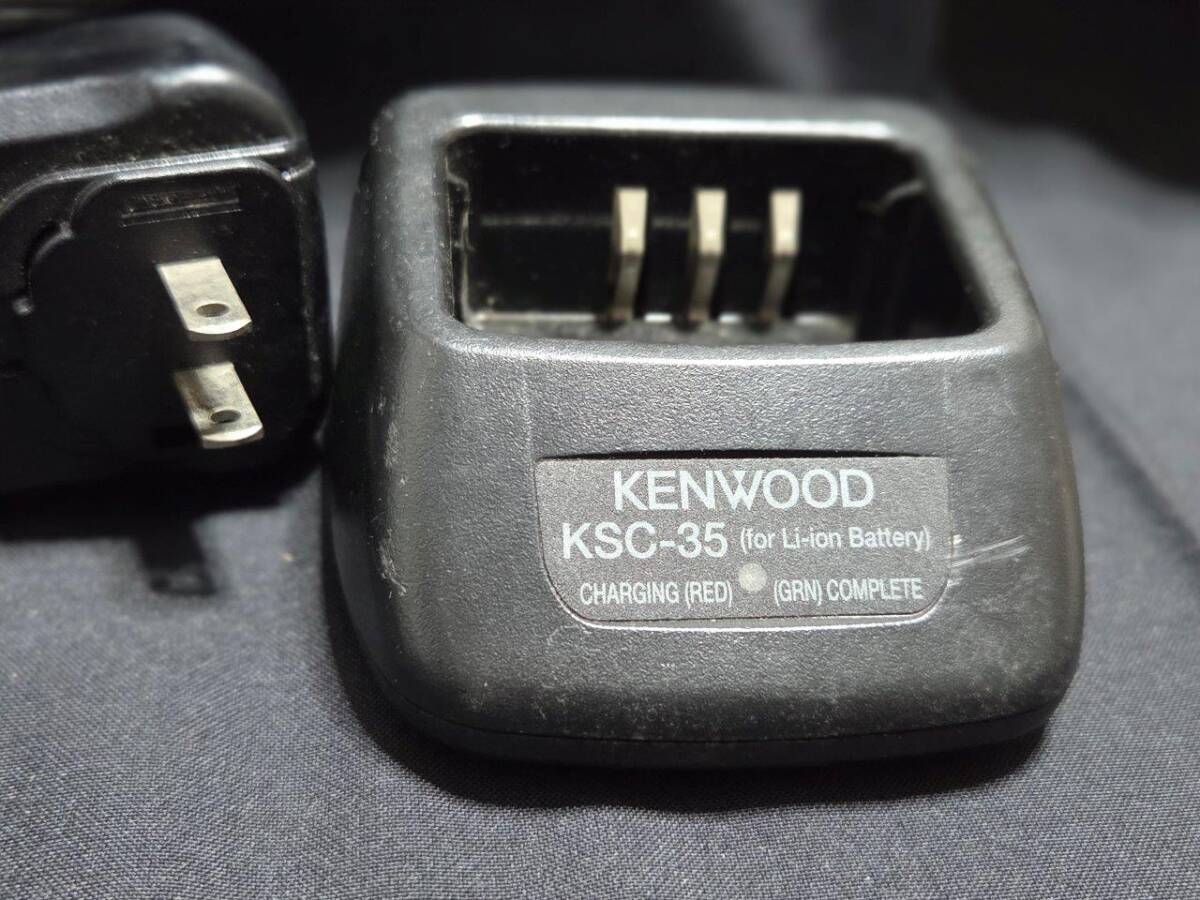 KENWOOD
KSC-35 (for Li-ion Battery)
CHARGING (RED) (GRN) COMPLETE